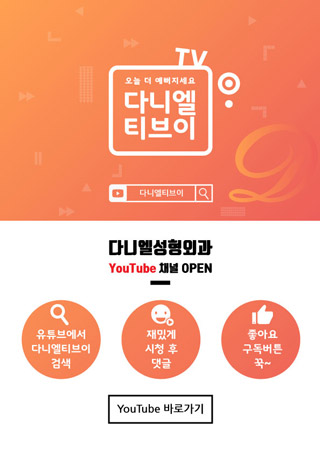 TV
오늘 더 예뻐지세요
다니엘
티브이
다니엘티브이
다니엘성형외과
YouTube 채널 OPEN
유튜브에서
다니엘티브이
검색
재밌게
시청 후
댓글
좋아요
구독버튼
꾹~
YouTube 바로가기